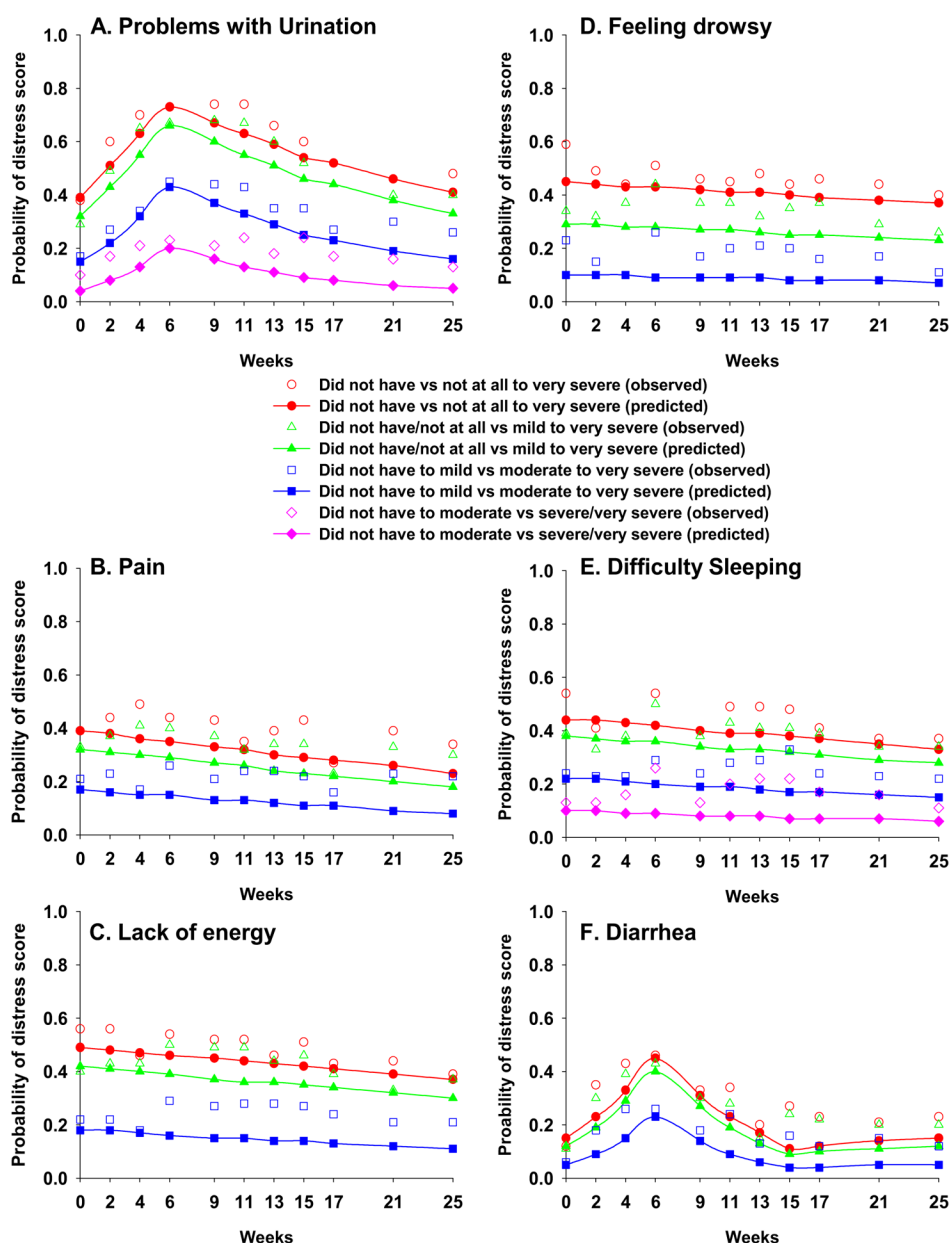 A. Problems with Urination
Probability of distress score
1.0
0.8
0.6
0.4
0.2
0.0
0 2 4 6 9 11 13 15 17 21 25
Weeks
D. Feeling drowsy
Probability of distress score
1.0
0.8
0.6
0.4
0.2
0.0
0 2 4 6 9 11 13 15 17 21 25
Weeks
Did not have vs not at all to very severe (observed)
Did not have vs not at all to very severe (predicted)
Did not have/not at all vs mild to very severe (observed)
Did not have/not at all vs mild to very severe (predicted)
Did not have to mild vs moderate to very severe (observed)
Did not have to mild vs moderate to very severe (predicted)
Did not have to moderate vs severe/very severe (observed)
Did not have to moderate vs severe/very severe (predicted)
B. Pain
Probability of distress score
1.0
0.8
0.6
0.4
0.2
0.0
0 2 4 6 9 11 13 15 17 21 25
Weeks
E. Difficulty Sleeping
Probability of distress score
1.0
0.8
0.6
0.4
0.2
0.0
0 2 4 6 9 11 13 15 17 21 25
Weeks
C. Lack of energy
Probability of distress score
1.0
0.8
0.6
0.4
0.2
0.0
0 2 4 6 9 11 13 15 17 21 25
Weeks
F. Diarrhea
Probability of distress score
1.0
0.8
0.6
0.4
0.2
0.0
0 2 4 6 9 11 13 15 17 21 25
Weeks